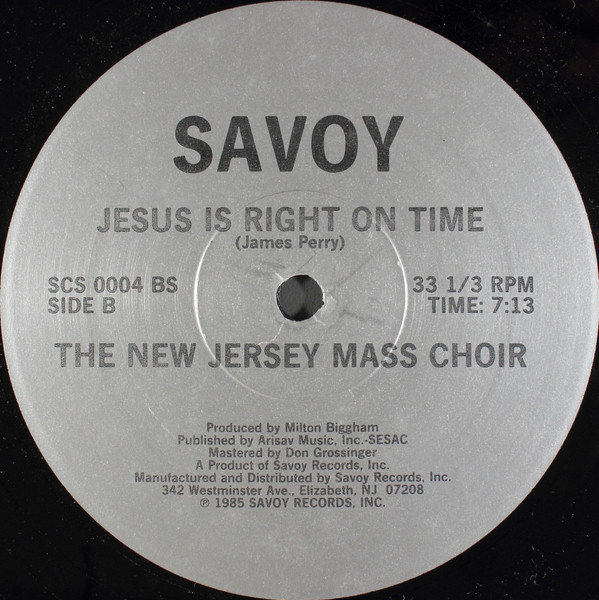 SAVOY
JESUS IS RIGHT ON TIME
(James Perry)
SCS 0004 BS 33 1/3 RPM
SIDE B TIME: 7:13
THE NEW JERSEY MASS CHOIR
Produced by Milton Biggham
Published by Arisav Music, Inc.-SESAC
Mastered by Don Grossinger
A Product of Savoy Records, Inc.
Manufactured and Distributed by Savoy Records, Inc.
342 Westminster Ave., Elizabeth, NJ 07208
℗ 1985 SAVOY RECORDS, INC.